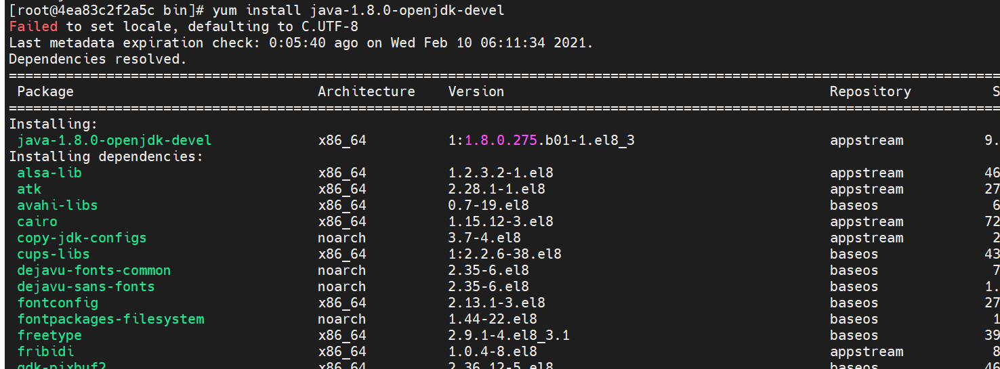 [root@4ea83c2f2a5c bin]# yum install java-1.8.0-openjdk-devel
Failed to set locale, defaulting to C.UTF-8
Last metadata expiration check: 0:05:40 ago on Wed Feb 10 06:11:34 2021.
Dependencies resolved.
Package Architecture Version Repository S
Installing:
java-1.8.0-openjdk-devel x86_64 1:1.8.0.275.b01-1.el8_3 appstream 9.
Installing dependencies:
alsa-lib x86_64 1.2.3.2-1.el8 appstream 46
atk x86_64 2.28.1-1.el8 appstream 27
avahi-libs x86_64 0.7-19.el8 baseos 6
cairo x86_64 1.15.12-3.el8 appstream 72
copy-jdk-configs noarch 3.7-4.el8 appstream 2
cups-libs x86_64 1:2.2.6-38.el8 baseos 43
dejavu-fonts-common noarch 2.35-6.el8 baseos 7
dejavu-sans-fonts noarch 2.35-6.el8 baseos 1.
fontconfig x86_64 2.13.1-3.el8 baseos 27
fontpackages-filesystem noarch 1.44-22.el8 baseos 1
freetype x86_64 2.9.1-4.el8_3.1 baseos 39
fribidi x86_64 1.0.4-8.el8 appstream 8
gdk-pixbuf2 x86_64 2.36.12-5.el8 baseos 46